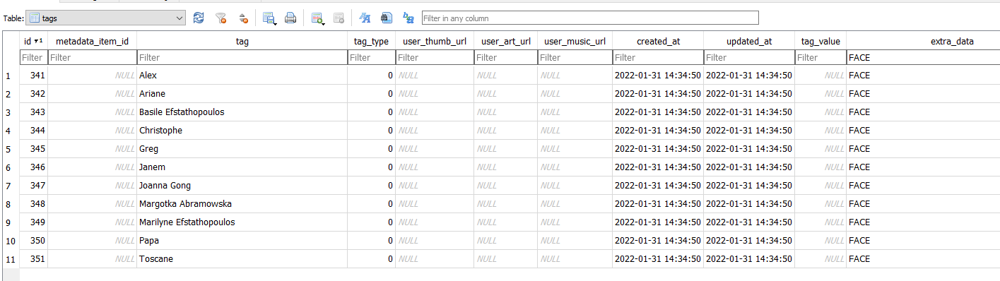 Table: tags Filter in any column
id 1 metadata_item_id tag tag_type user_thumb_url user_art_url user_music_url created_at updated_at tag_value extra_data
Filter Filter Filter Filter Filter Filter Filter Filter Filter Filter FACE
1 341 NULL Alex 0 NULL NULL NULL 2022-01-31 14:34:50 2022-01-31 14:34:50 NULL FACE
2 342 NULL Ariane 0 NULL NULL NULL 2022-01-31 14:34:50 2022-01-31 14:34:50 NULL FACE
3 343 NULL Basile Efstathopoulos 0 NULL NULL NULL 2022-01-31 14:34:50 2022-01-31 14:34:50 NULL FACE
4 344 NULL Christophe 0 NULL NULL NULL 2022-01-31 14:34:50 2022-01-31 14:34:50 NULL FACE
5 345 NULL Greg 0 NULL NULL NULL 2022-01-31 14:34:50 2022-01-31 14:34:50 NULL FACE
6 346 NULL Janem 0 NULL NULL NULL 2022-01-31 14:34:50 2022-01-31 14:34:50 NULL FACE
7 347 NULL Joanna Gong 0 NULL NULL NULL 2022-01-31 14:34:50 2022-01-31 14:34:50 NULL FACE
8 348 NULL Margotka Abramowska 0 NULL NULL NULL 2022-01-31 14:34:50 2022-01-31 14:34:50 NULL FACE
9 349 NULL Marilyne Efstathopoulos 0 NULL NULL NULL 2022-01-31 14:34:50 2022-01-31 14:34:50 NULL FACE
10 350 NULL Papa 0 NULL NULL NULL 2022-01-31 14:34:50 2022-01-31 14:34:50 NULL FACE
11 351 NULL Toscane 0 NULL NULL NULL 2022-01-31 14:34:50 2022-01-31 14:34:50 NULL FACE